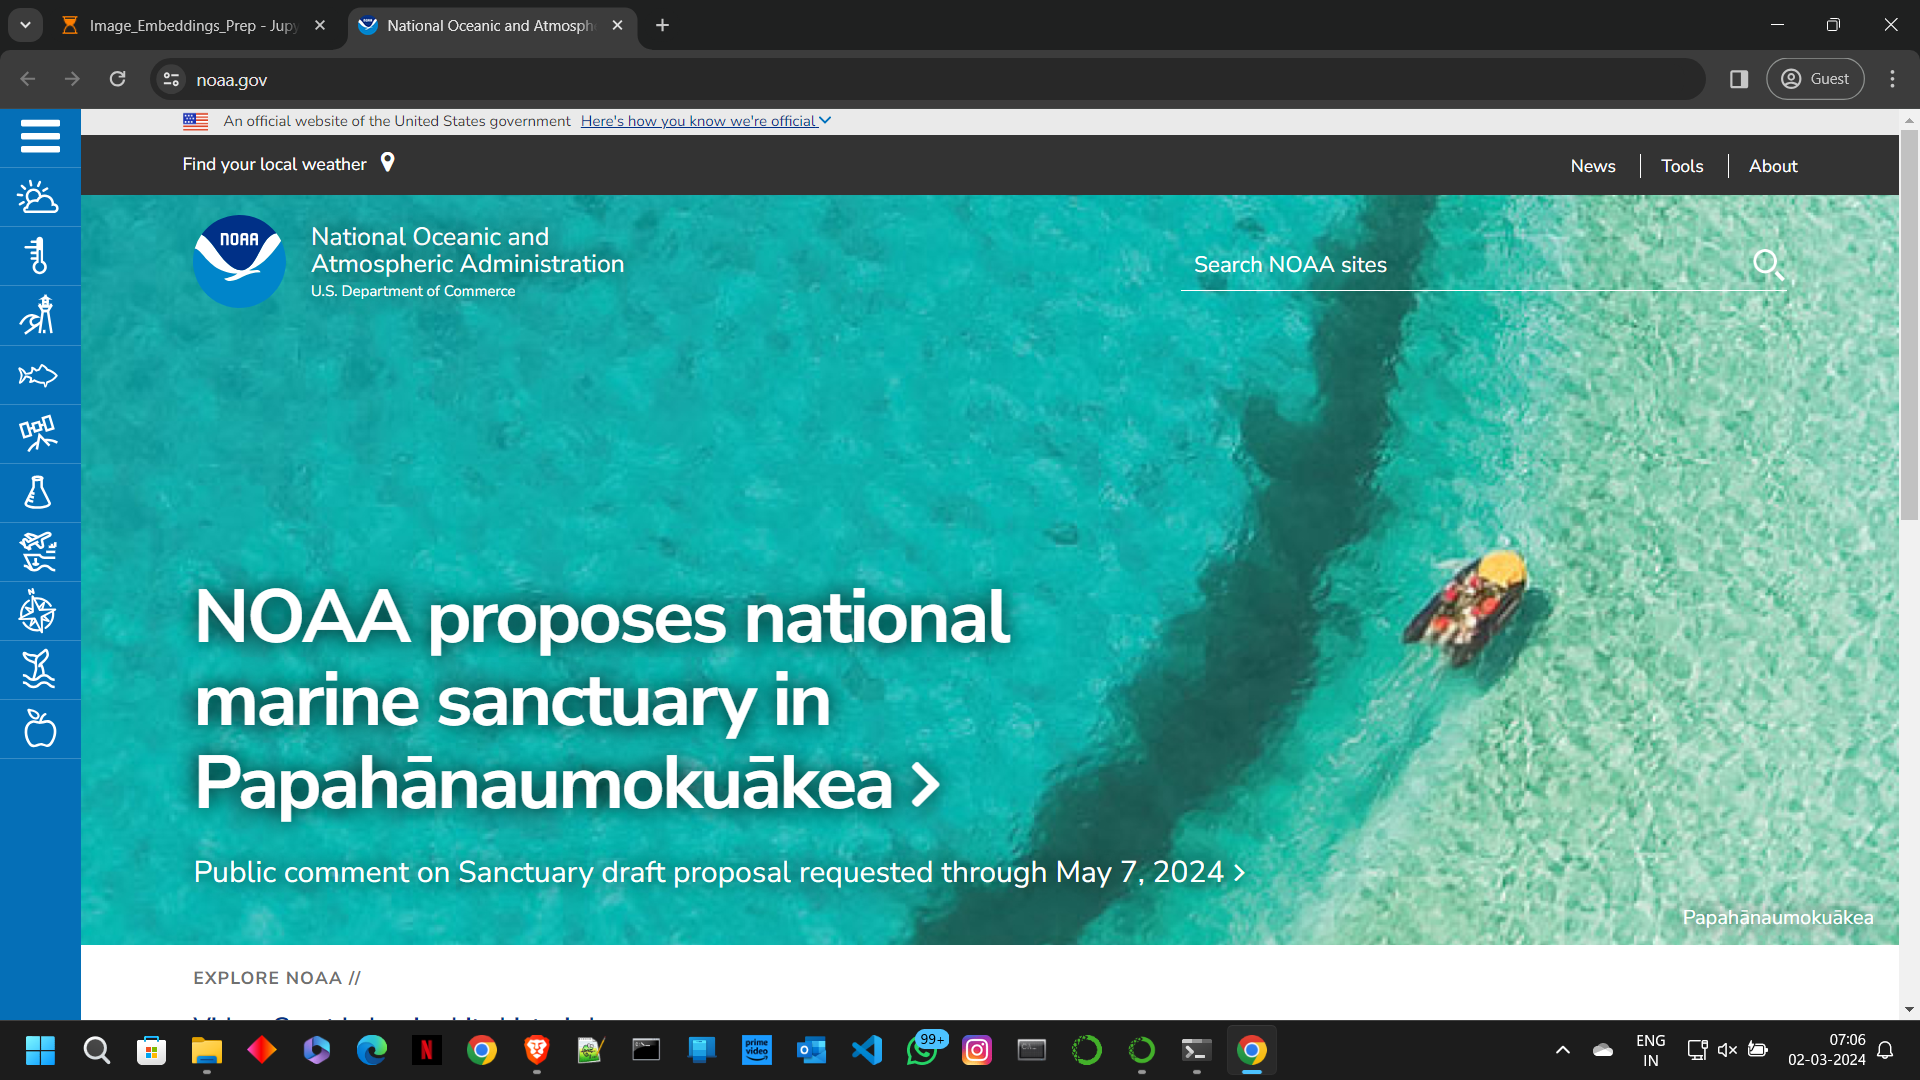 Image_Embeddings_Prep - Jupy
National Oceanic and Atmosph
noaa.gov
Guest
An official website of the United States government Here's how you know we're official
Find your local weather
News
Tools
About
NOAA
National Oceanic and
Atmospheric Administration
U.S. Department of Commerce
Search NOAA sites
NOAA proposes national
marine sanctuary in
Papahānaumokuākea >
Public comment on Sanctuary draft proposal requested through May 7, 2024 >
Papahānaumokuākea
EXPLORE NOAA //
prime
video
99+
ENG
IN
07:06
02-03-2024